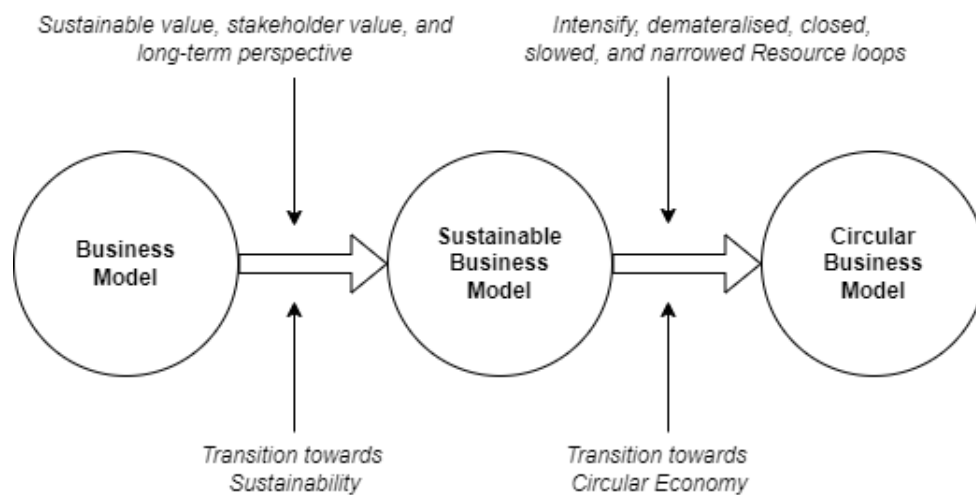 Sustainable value, stakeholder value, and
long-term perspective
Intensify, demateralised, closed,
slowed, and narrowed Resource loops
Business
Model
Sustainable
Business
Model
Circular
Business
Model
Transition towards
Sustainability
Transition towards
Circular Economy